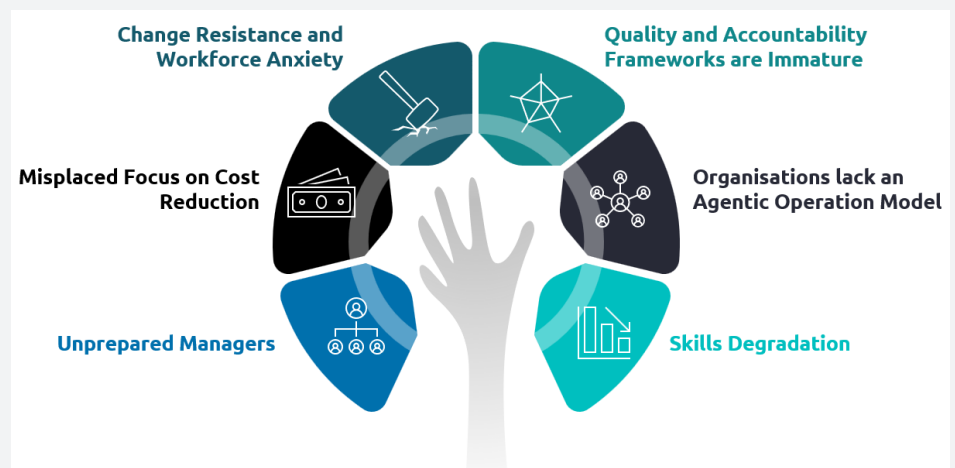 Change Resistance and
Workforce Anxiety
Quality and Accountability
Frameworks are Immature
Misplaced Focus on Cost
Reduction
Organisations lack an
Agentic Operation Model
Unprepared Managers
Skills Degradation